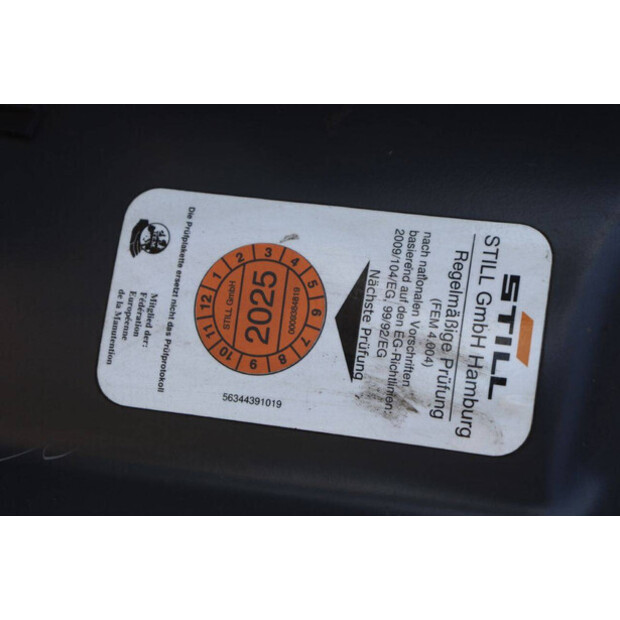 STILL
STILL GmbH Hamburg
Regelmäßige Prüfung
(FEM 4.004)
nach nationalen Vorschriften
basierend auf den EG-Richtlinien:
2009/104/EG, 99/92/EG
Nächste Prüfung
1 2 3 4 5 6 7 8 9 10 11 12
2025
STILL GmbH
56344391019
Die Prüfplakette ersetzt nicht das Prüfprotokoll
Mitglied der:
Fédération
Européenne
de la Manutention